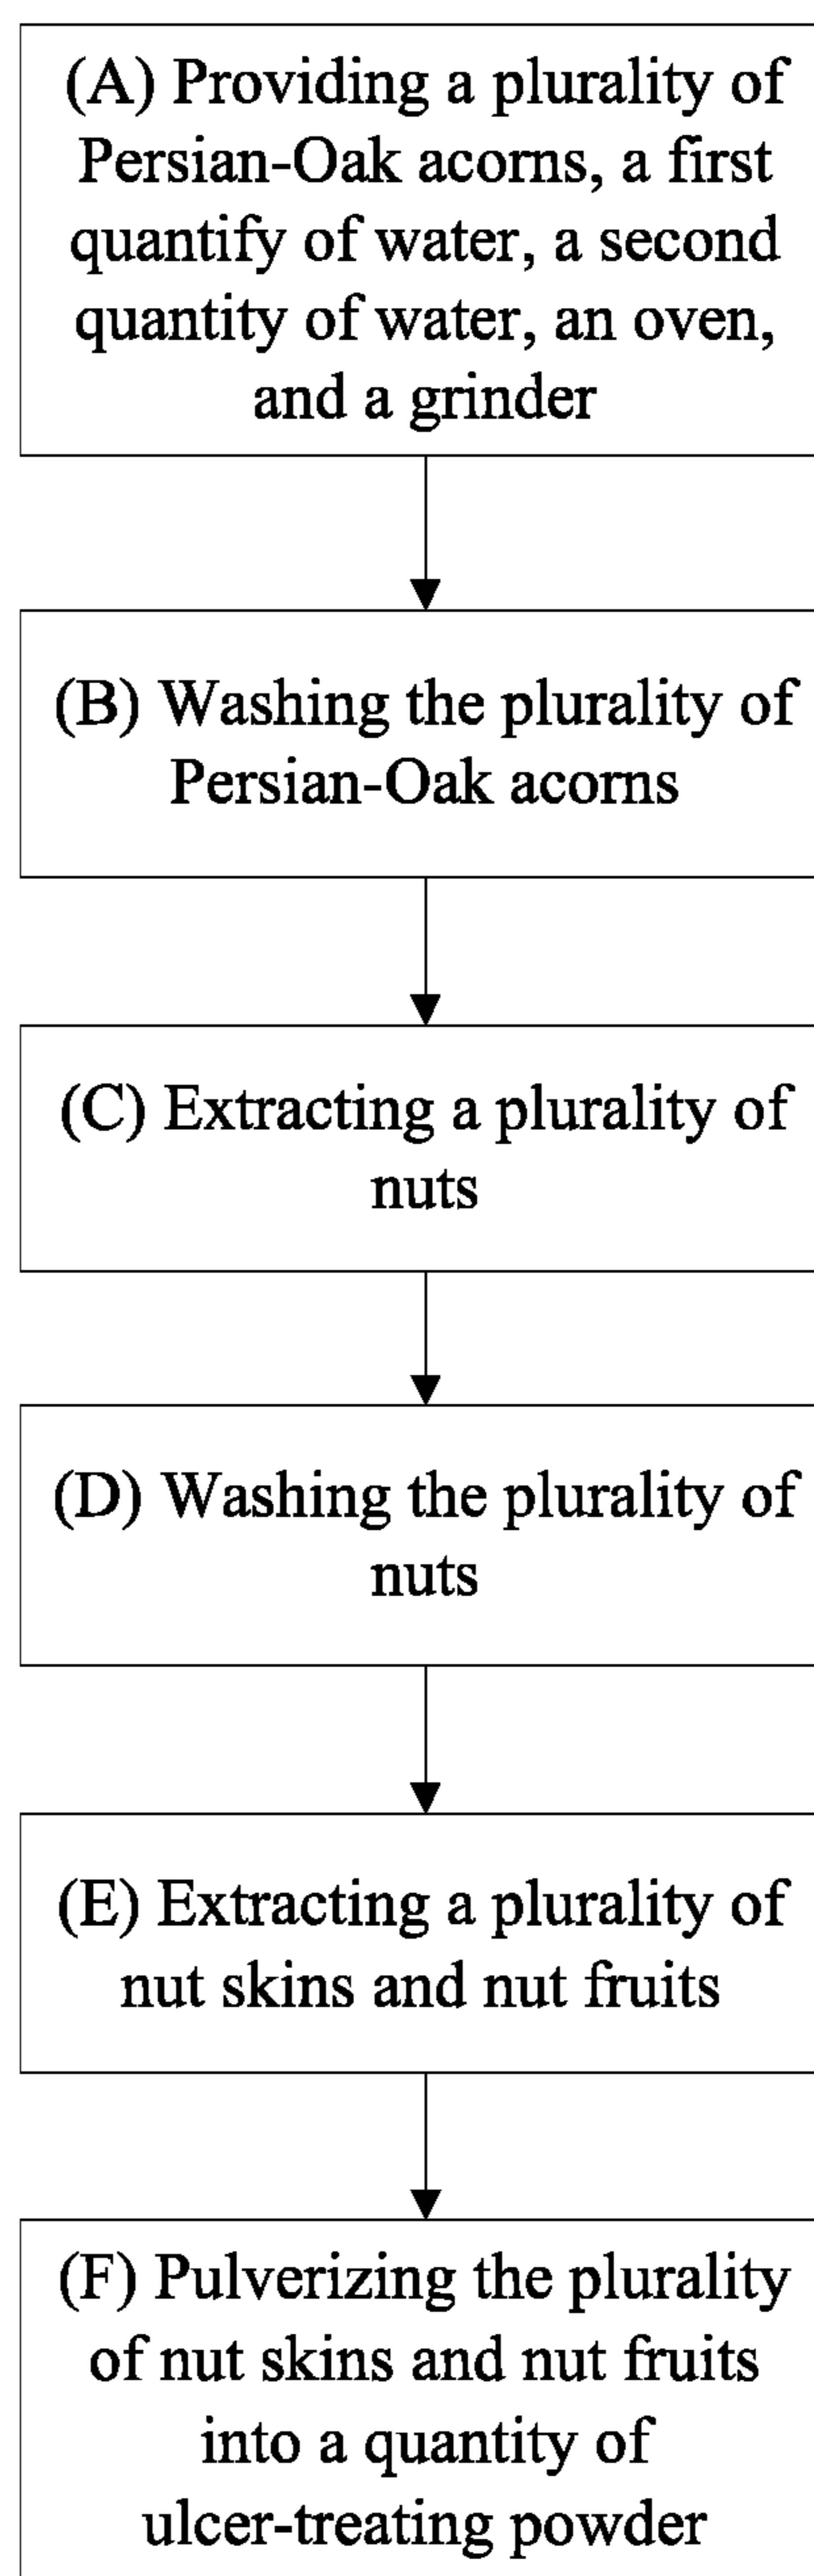 (A) Providing a plurality of
Persian-Oak acorns, a first
quantify of water, a second
quantity of water, an oven,
and a grinder
(B) Washing the plurality of
Persian-Oak acorns
(C) Extracting a plurality of
nuts
(D) Washing the plurality of
nuts
(E) Extracting a plurality of
nut skins and nut fruits
(F) Pulverizing the plurality
of nut skins and nut fruits
into a quantity of
ulcer-treating powder